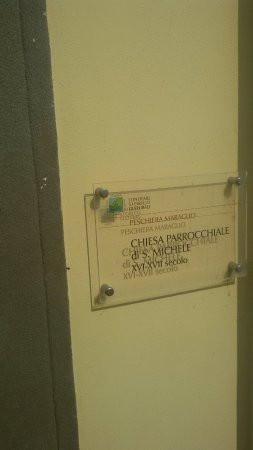 PESCHIERA MARAGLIO
CHIESA PARROCCHIALE
di S. MICHELE
XVI-XVII secolo